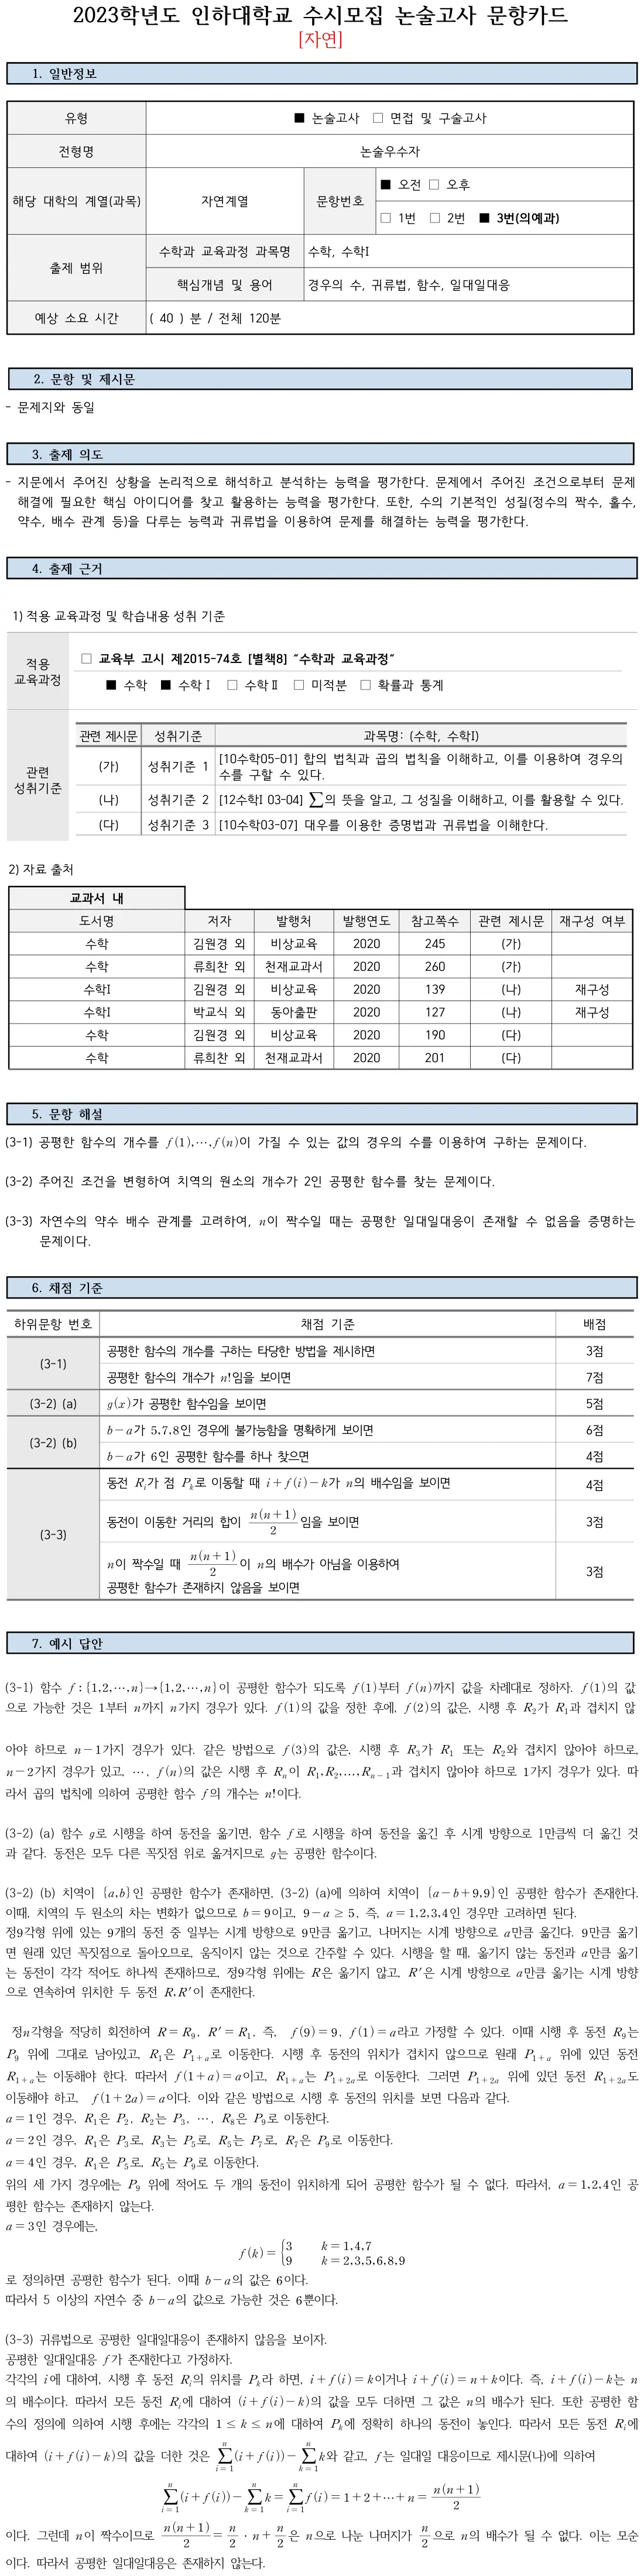 2023학년도 인하대학교 수시모집 논술고사 문항카드
[자연]
1. 일반정보
유형 ■ 논술고사 □ 면접 및 구술고사
전형명 논술우수자
해당 대학의 계열(과목) 자연계열 문항번호 ■ 오전 □ 오후
□ 1번 □ 2번 ■ 3번(의예과)
출제 범위 수학과 교육과정 과목명 수학, 수학Ⅰ
핵심개념 및 용어 경우의 수, 귀류법, 함수, 일대일대응
예상 소요 시간 ( 40 ) 분 / 전체 120분
2. 문항 및 제시문
- 문제지와 동일
3. 출제 의도
- 지문에서 주어진 상황을 논리적으로 해석하고 분석하는 능력을 평가한다. 문제에서 주어진 조건으로부터 문제
해결에 필요한 핵심 아이디어를 찾고 활용하는 능력을 평가한다. 또한, 수의 기본적인 성질(정수의 짝수, 홀수,
약수, 배수 관계 등)을 다루는 능력과 귀류법을 이용하여 문제를 해결하는 능력을 평가한다.
4. 출제 근거
1) 적용 교육과정 및 학습내용 성취 기준
적용 교육과정 □ 교육부 고시 제2015-74호 [별책8] "수학과 교육과정"
■ 수학 ■ 수학Ⅰ □ 수학Ⅱ □ 미적분 □ 확률과 통계
관련 성취기준
관련 제시문 성취기준 과목명: (수학, 수학Ⅰ)
(가) 성취기준 1 [10수학05-01] 합의 법칙과 곱의 법칙을 이해하고, 이를 이용하여 경우의
수를 구할 수 있다.
(나) 성취기준 2 [12수학Ⅰ 03-04] ∑의 뜻을 알고, 그 성질을 이해하고, 이를 활용할 수 있다.
(다) 성취기준 3 [10수학03-07] 대우를 이용한 증명법과 귀류법을 이해한다.
2) 자료 출처
교과서 내
도서명 저자 발행처 발행연도 참고쪽수 관련 제시문 재구성 여부
수학 김원경 외 비상교육 2020 245 (가)
수학 류희찬 외 천재교과서 2020 260 (가)
수학Ⅰ 김원경 외 비상교육 2020 139 (나) 재구성
수학Ⅰ 박교식 외 동아출판 2020 127 (나) 재구성
수학 김원경 외 비상교육 2020 190 (다)
수학 류희찬 외 천재교과서 2020 201 (다)
5. 문항 해설
(3-1) 공평한 함수의 개수를 f(1),⋯,f(n)이 가질 수 있는 값의 경우의 수를 이용하여 구하는 문제이다.
(3-2) 주어진 조건을 변형하여 치역의 원소의 개수가 2인 공평한 함수를 찾는 문제이다.
(3-3) 자연수의 약수 배수 관계를 고려하여, n이 짝수일 때는 공평한 일대일대응이 존재할 수 없음을 증명하는
문제이다.
6. 채점 기준
하위문항 번호 채점 기준 배점
(3-1) 공평한 함수의 개수를 구하는 타당한 방법을 제시하면 3점
공평한 함수의 개수가 n!임을 보이면 7점
(3-2) (a) g(x)가 공평한 함수임을 보이면 5점
(3-2) (b) b-a가 5,7,8인 경우에 불가능함을 명확하게 보이면 6점
b-a가 6인 공평한 함수를 하나 찾으면 4점
(3-3) 동전 R_i가 점 P_k로 이동할 때 i+f(i)-k가 n의 배수임을 보이면 4점
동전이 이동한 거리의 합이 n(n+1)/2 임을 보이면 3점
n이 짝수일 때 n(n+1)/2 이 n의 배수가 아님을 이용하여
공평한 함수가 존재하지 않음을 보이면 3점
7. 예시 답안
(3-1) 함수 f:{1,2,⋯,n}→{1,2,⋯,n}이 공평한 함수가 되도록 f(1)부터 f(n)까지 값을 차례대로 정하자. f(1)의 값
으로 가능한 것은 1부터 n까지 n가지 경우가 있다. f(1)의 값을 정한 후에, f(2)의 값은, 시행 후 R_2가 R_1과 겹치지 않
아야 하므로 n-1가지 경우가 있다. 같은 방법으로 f(3)의 값은, 시행 후 R_3가 R_1 또는 R_2와 겹치지 않아야 하므로,
n-2가지 경우가 있고, ⋯, f(n)의 값은 시행 후 R_n이 R_1,R_2,...,R_{n-1}과 겹치지 않아야 하므로 1가지 경우가 있다. 따
라서 곱의 법칙에 의하여 공평한 함수 f의 개수는 n!이다.
(3-2) (a) 함수 g로 시행을 하여 동전을 옮기면, 함수 f로 시행을 하여 동전을 옮긴 후 시계 방향으로 1만큼씩 더 옮긴 것
과 같다. 동전은 모두 다른 꼭짓점 위로 옮겨지므로 g는 공평한 함수이다.
(3-2) (b) 치역이 {a,b}인 공평한 함수가 존재하면, (3-2) (a)에 의하여 치역이 {a-b+9,9}인 공평한 함수가 존재한다.
이때, 치역의 두 원소의 차는 변화가 없으므로 b=9이고, 9-a≥5, 즉, a=1,2,3,4인 경우만 고려하면 된다.
정9각형 위에 있는 9개의 동전 중 일부는 시계 방향으로 9만큼 옮기고, 나머지는 시계 방향으로 a만큼 옮긴다. 9만큼 옮기
면 원래 있던 꼭짓점으로 돌아오므로, 움직이지 않는 것으로 간주할 수 있다. 시행을 할 때, 옮기지 않는 동전과 a만큼 옮기
는 동전이 각각 적어도 하나씩 존재하므로, 정9각형 위에는 R은 옮기지 않고, R′은 시계 방향으로 a만큼 옮기는 시계 방향
으로 연속하여 위치한 두 동전 R,R′이 존재한다.
정n각형을 적당히 회전하여 R=R_9, R′=R_1, 즉, f(9)=9, f(1)=a라고 가정할 수 있다. 이때 시행 후 동전 R_9는
P_9 위에 그대로 남아있고, R_1은 P_{1+a}로 이동한다. 시행 후 동전의 위치가 겹치지 않으므로 원래 P_{1+a} 위에 있던 동전
R_{1+a}는 이동해야 한다. 따라서 f(1+a)=a이고, R_{1+a}는 P_{1+2a}로 이동한다. 그러면 P_{1+2a} 위에 있던 동전 R_{1+2a}도
이동해야 하고, f(1+2a)=a이다. 이와 같은 방법으로 시행 후 동전의 위치를 보면 다음과 같다.
a=1인 경우, R_1은 P_2, R_2는 P_3, ⋯, R_8은 P_9로 이동한다.
a=2인 경우, R_1은 P_3로, R_3는 P_5로, R_5는 P_7로, R_7은 P_9로 이동한다.
a=4인 경우, R_1은 P_5로, R_5는 P_9로 이동한다.
위의 세 가지 경우에는 P_9 위에 적어도 두 개의 동전이 위치하게 되어 공평한 함수가 될 수 없다. 따라서, a=1,2,4인 공
평한 함수는 존재하지 않는다.
a=3인 경우에는,
f(k)= { 3 k=1,4,7
9 k=2,3,5,6,8,9
로 정의하면 공평한 함수가 된다. 이때 b-a의 값은 6이다.
따라서 5 이상의 자연수 중 b-a의 값으로 가능한 것은 6뿐이다.
(3-3) 귀류법으로 공평한 일대일대응이 존재하지 않음을 보이자.
공평한 일대일대응 f가 존재한다고 가정하자.
각각의 i에 대하여, 시행 후 동전 R_i의 위치를 P_k라 하면, i+f(i)=k이거나 i+f(i)=n+k이다. 즉, i+f(i)-k는 n
의 배수이다. 따라서 모든 동전 R_i에 대하여 (i+f(i)-k)의 값을 모두 더하면 그 값은 n의 배수가 된다. 또한 공평한 함
수의 정의에 의하여 시행 후에는 각각의 1≤k≤n에 대하여 P_k에 정확히 하나의 동전이 놓인다. 따라서 모든 동전 R_i에
대하여 (i+f(i)-k)의 값을 더한 것은 ∑_{i=1}^{n}(i+f(i))-∑_{k=1}^{n}k와 같고, f는 일대일 대응이므로 제시문(나)에 의하여
∑_{i=1}^{n}(i+f(i))-∑_{k=1}^{n}k=∑_{i=1}^{n}f(i)=1+2+⋯+n=n(n+1)/2
이다. 그런데 n이 짝수이므로 n(n+1)/2=n/2·n+n/2은 n으로 나눈 나머지가 n/2으로 n의 배수가 될 수 없다. 이는 모순
이다. 따라서 공평한 일대일대응은 존재하지 않는다.